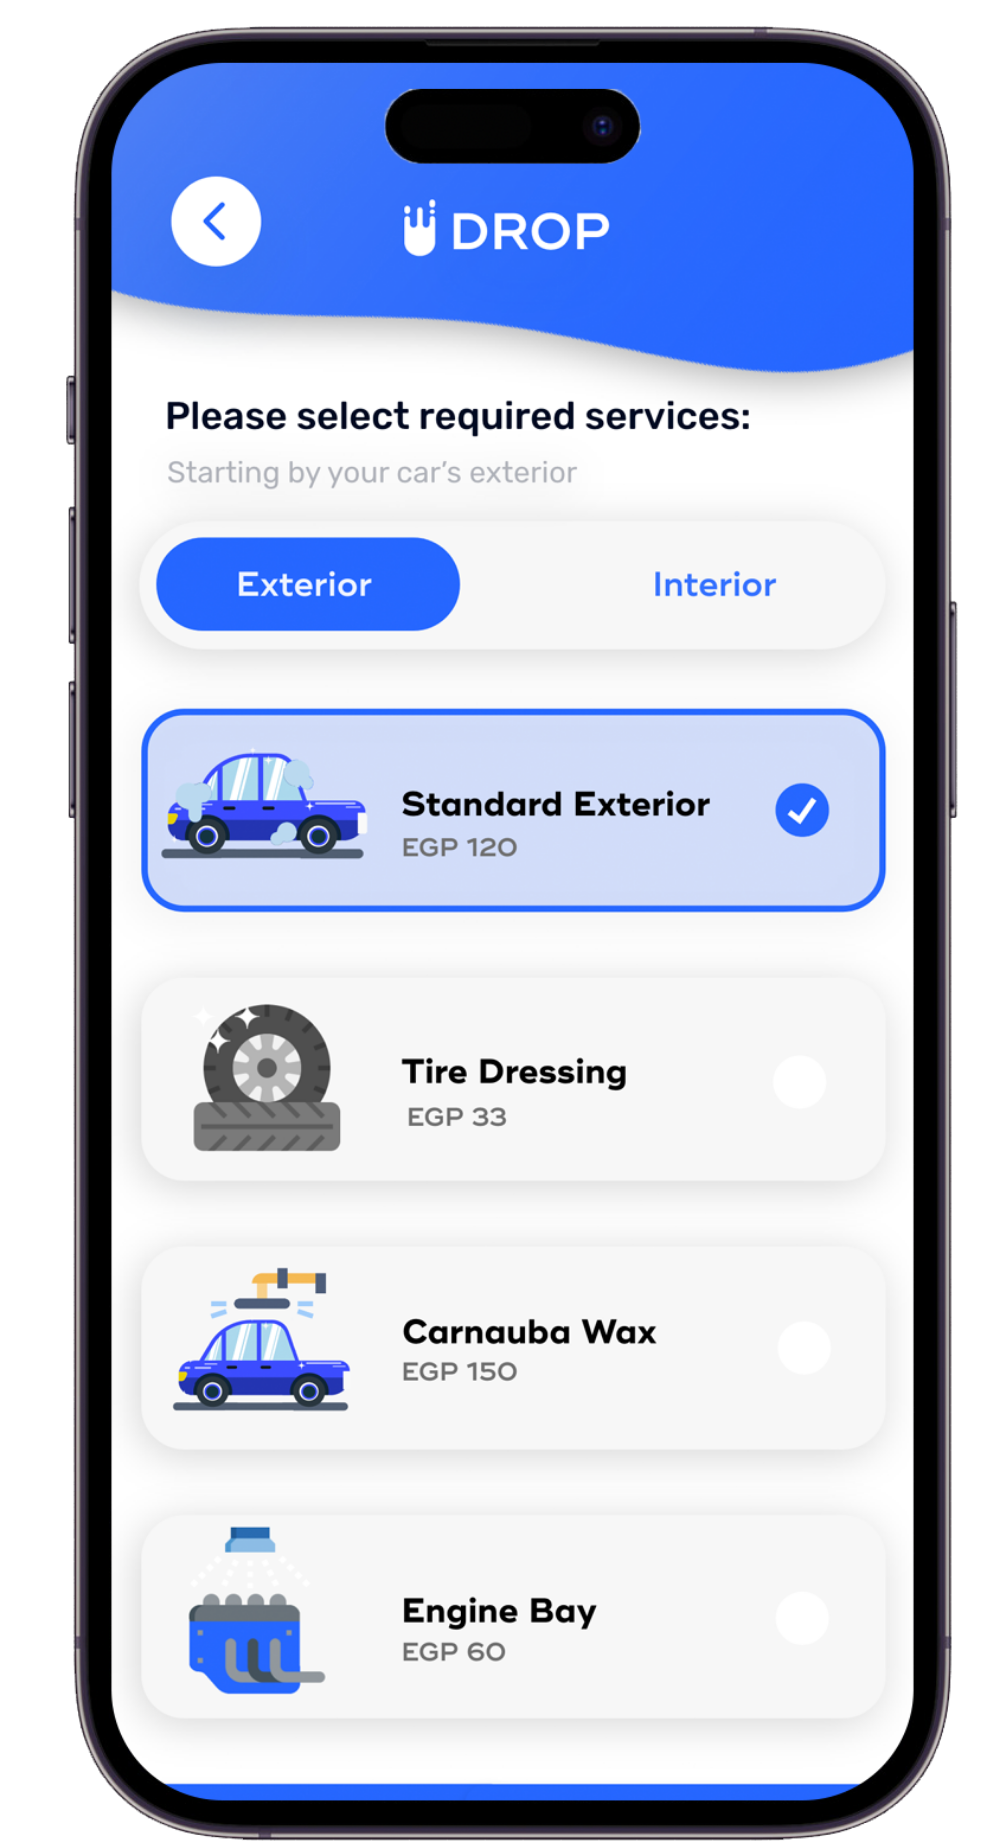 DROP
Please select required services:
Starting by your car's exterior
Exterior
Interior
Standard Exterior
EGP 120
Tire Dressing
EGP 33
Carnauba Wax
EGP 150
Engine Bay
EGP 60